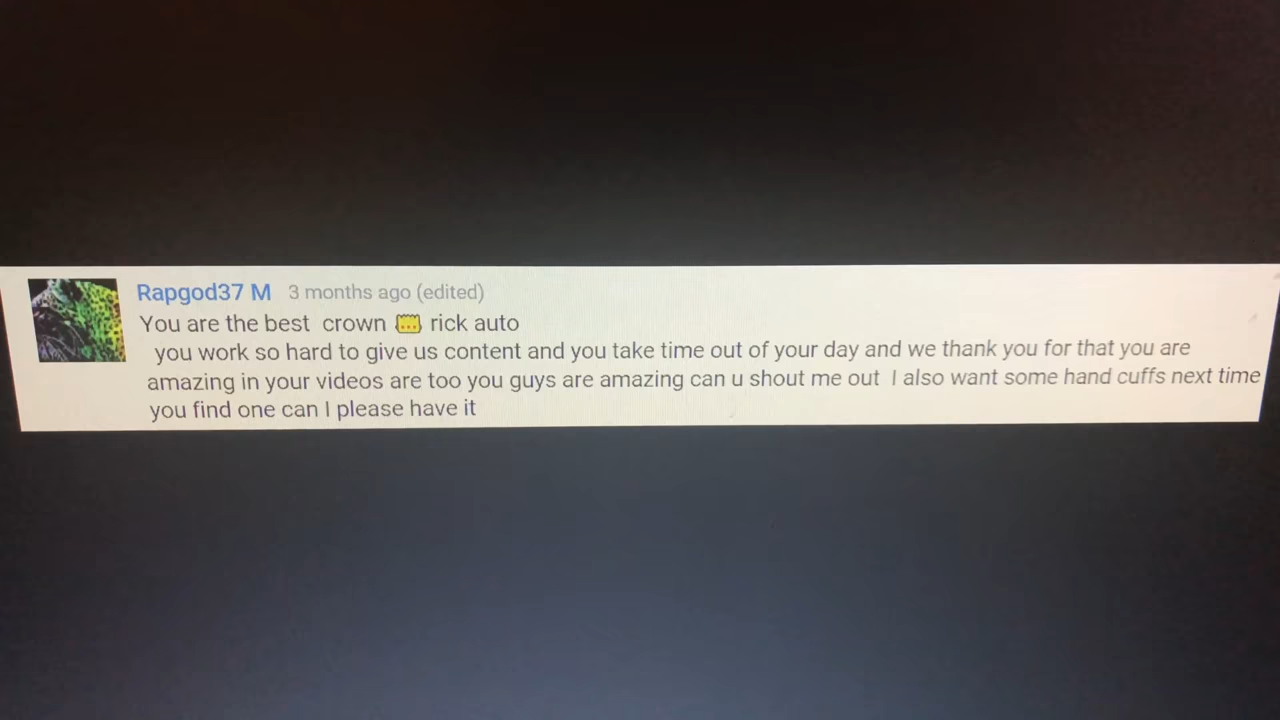 Rapgod37 M 3 months ago (edited)
You are the best crown rick auto
you work so hard to give us content and you take time out of your day and we thank you for that you are
amazing in your videos are too you guys are amazing can u shout me out I also want some hand cuffs next time
you find one can I please have it